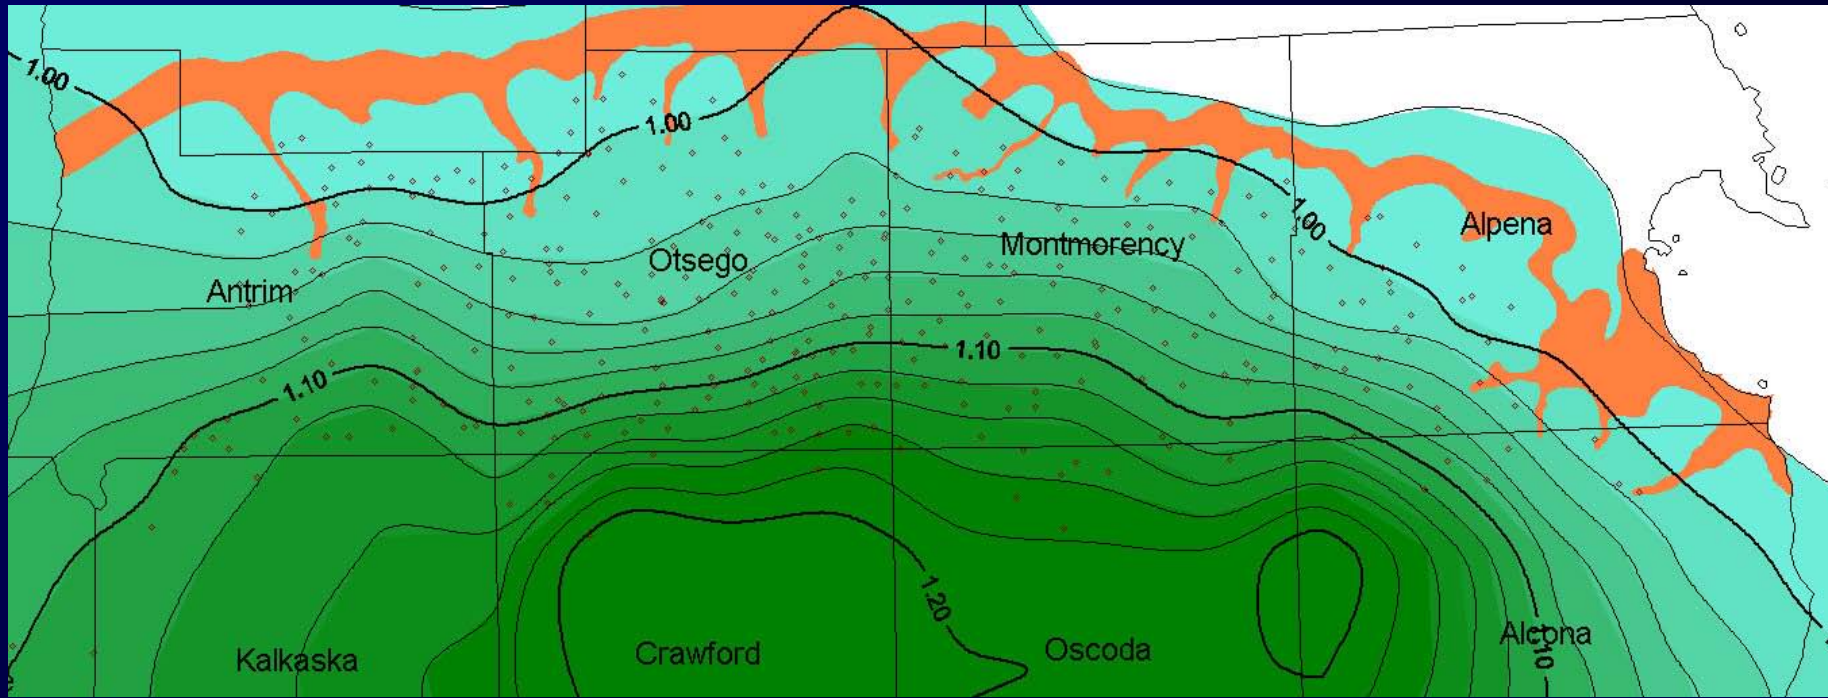 1.00
1.00
1.00
Alpena
Montmorency
Otsego
Antrim
1.10
1.10
1.20
Alcona
1.10
Oscoda
Crawford
Kalkaska